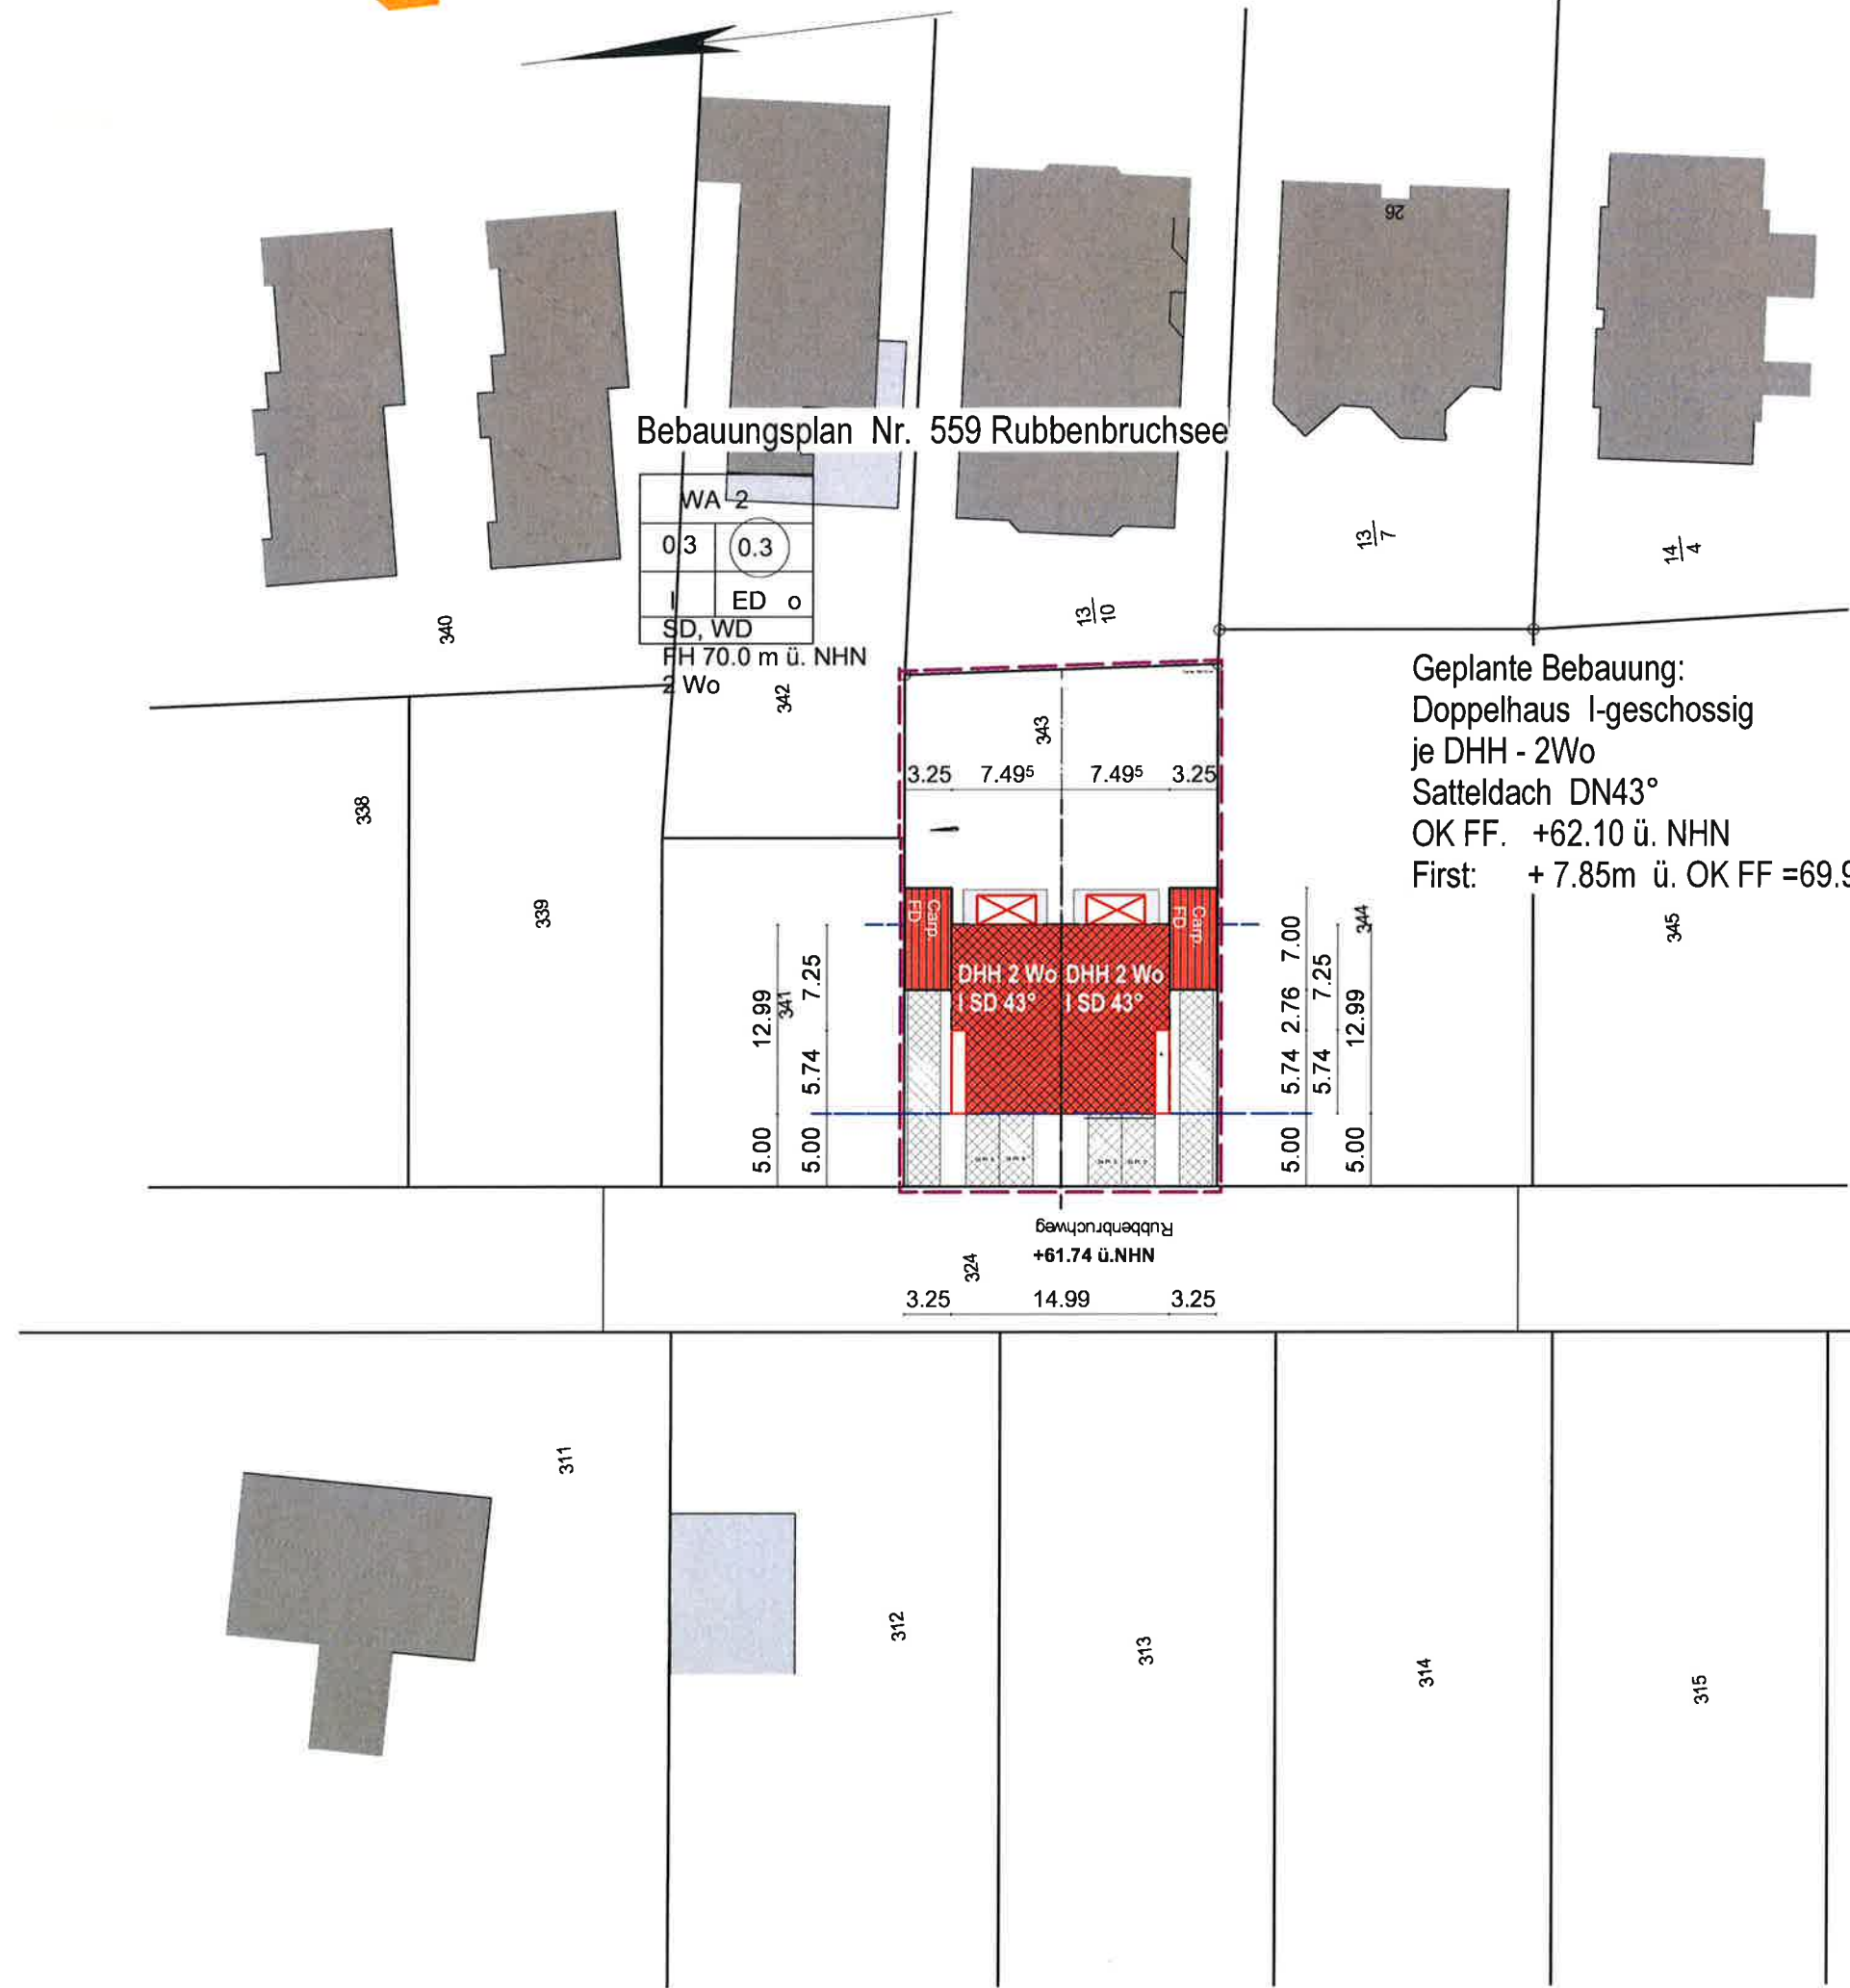 26
Bebauungsplan Nr. 559 Rubbenbruchsee
WA 2
0.3 0.3
I ED o
SD, WD
FH 70.0 m ü. NHN
2 Wo
13/7
14/4
13/10
340
342
343
Geplante Bebauung:
Doppelhaus I-geschossig
je DHH - 2Wo
Satteldach DN43°
OK FF. +62.10 ü. NHN
First: + 7.85m ü. OK FF =69.9
3.25 7.49⁵ 7.49⁵ 3.25
338
339
341
344
345
Carp.
FD
Carp.
FD
DHH 2 Wo
I SD 43°
DHH 2 Wo
I SD 43°
12.99
5.00
7.25
5.74
5.00
7.00
2.76
5.74
5.00
7.25
5.74
12.99
5.00
Rubbenbruchweg
+61.74 ü.NHN
324
3.25 14.99 3.25
311
312
313
314
315